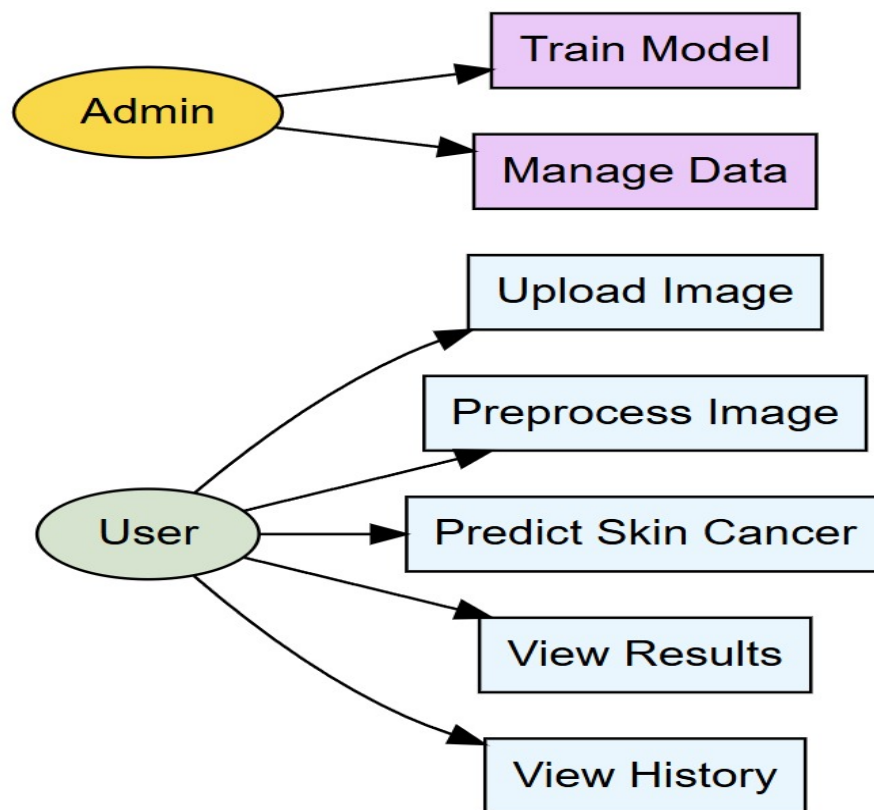 Train Model
Admin
Manage Data
Upload Image
Preprocess Image
User
Predict Skin Cancer
View Results
View History